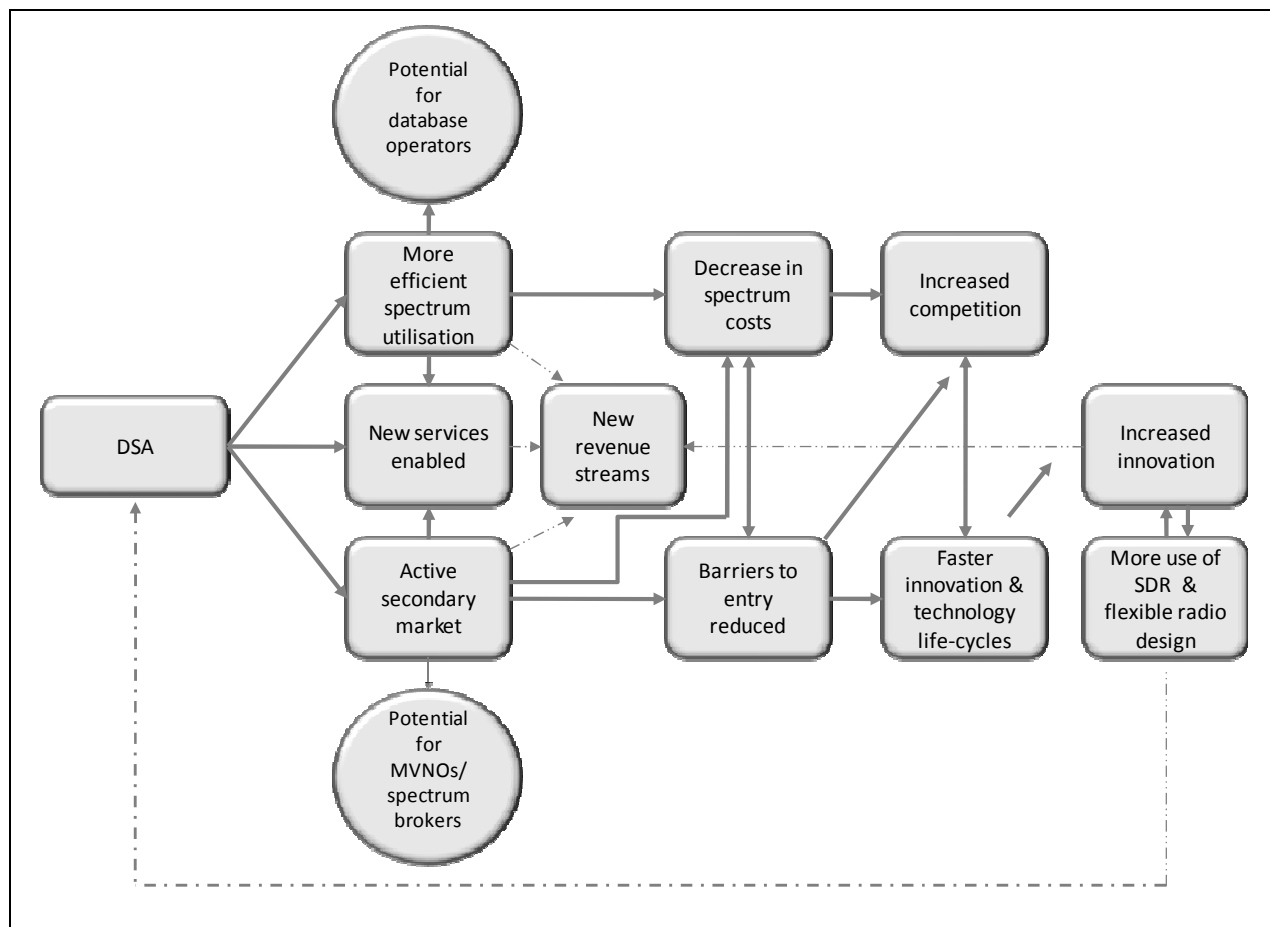 Potential
for
database
operators
More
efficient
spectrum
utilisation
Decrease in
spectrum
costs
Increased
competition
DSA
New services
enabled
New
revenue
streams
Increased
innovation
Active
secondary
market
Barriers to
entry
reduced
Faster
innovation &
technology
life-cycles
More use of
SDR & 
flexible radio
design
Potential
for
MVNOs/
spectrum
brokers